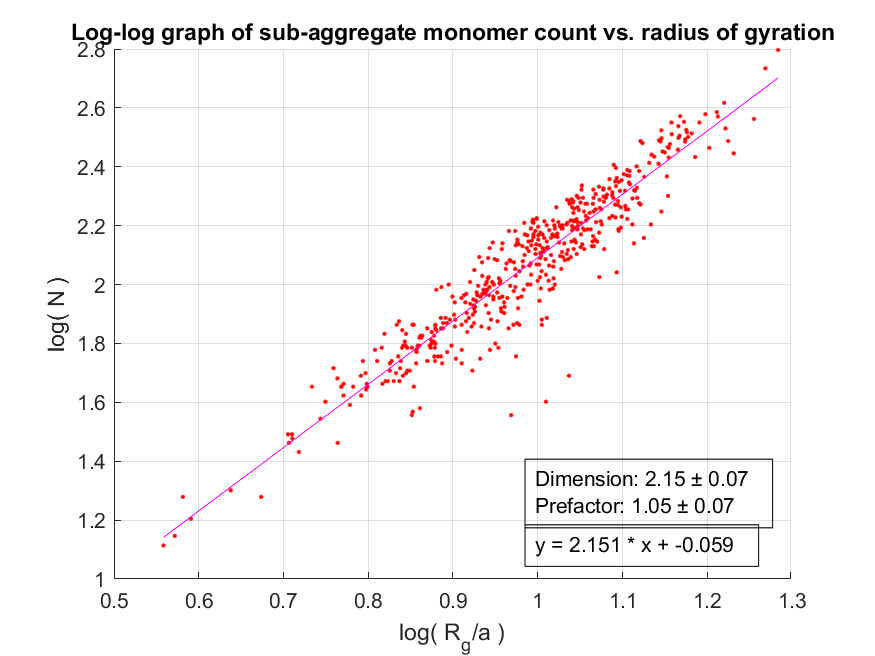 Log-log graph of sub-aggregate monomer count vs. radius of gyration
2.8
2.6
2.4
2.2
2
1.8
1.6
1.4
1.2
1
log( N )
Dimension: 2.15 ± 0.07
Prefactor: 1.05 ± 0.07
y = 2.151 * x + -0.059
0.5 0.6 0.7 0.8 0.9 1 1.1 1.2 1.3
log( R_g/a )